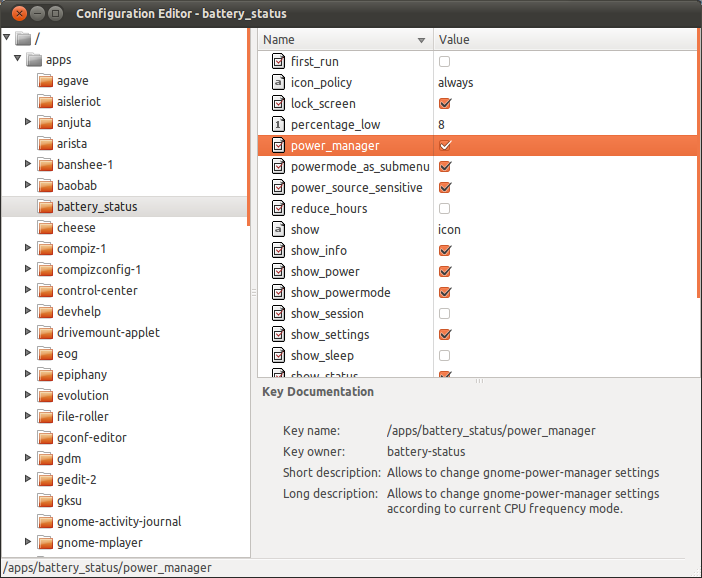 Configuration Editor - battery_status
/
apps
agave
aisleriot
anjuta
arista
banshee-1
baobab
battery_status
cheese
compiz-1
compizconfig-1
control-center
devhelp
drivemount-applet
eog
epiphany
evolution
file-roller
gconf-editor
gdm
gedit-2
gksu
gnome-activity-journal
gnome-mplayer
Name Value
first_run
icon_policy always
lock_screen
percentage_low 8
power_manager
powermode_as_submenu
power_source_sensitive
reduce_hours
show icon
show_info
show_power
show_powermode
show_session
show_settings
show_sleep
show_status
Key Documentation
Key name: /apps/battery_status/power_manager
Key owner: battery-status
Short description: Allows to change gnome-power-manager settings
Long description: Allows to change gnome-power-manager settings
according to current CPU frequency mode.
/apps/battery_status/power_manager